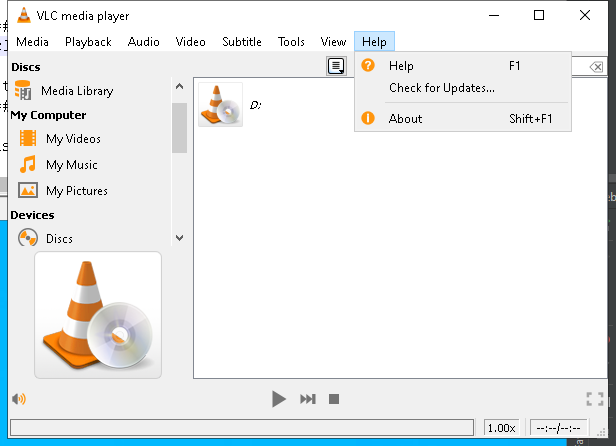 VLC media player
Media Playback Audio Video Subtitle Tools View Help
Discs
Media Library
My Computer
My Videos
My Music
My Pictures
Devices
Discs
D:
Help F1
Check for Updates...
About Shift+F1
1.00x --:--/--:--